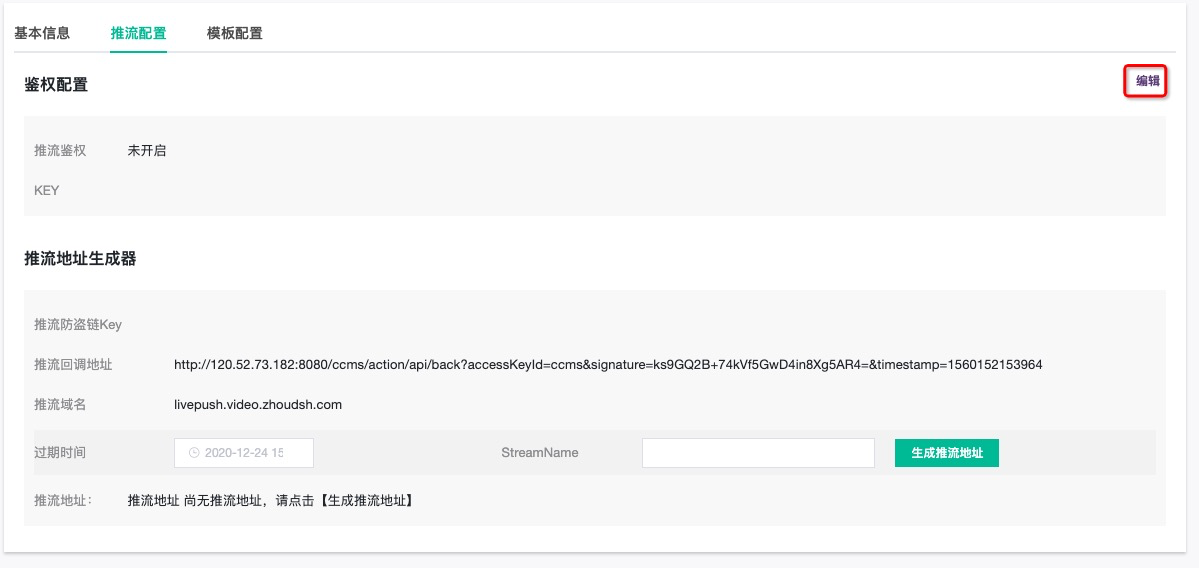 基本信息 推流配置 模板配置
鉴权配置 编辑
推流鉴权 未开启
KEY
推流地址生成器
推流防盗链Key
推流回调地址 http://120.52.73.182:8080/ccms/action/api/back?accessKeyId=ccms&signature=ks9GQ2B+74kVf5GwD4in8Xg5AR4=&timestamp=1560152153964
推流域名 livepush.video.zhoudsh.com
过期时间 2020-12-24 15 StreamName 生成推流地址
推流地址: 推流地址 尚无推流地址，请点击【生成推流地址】